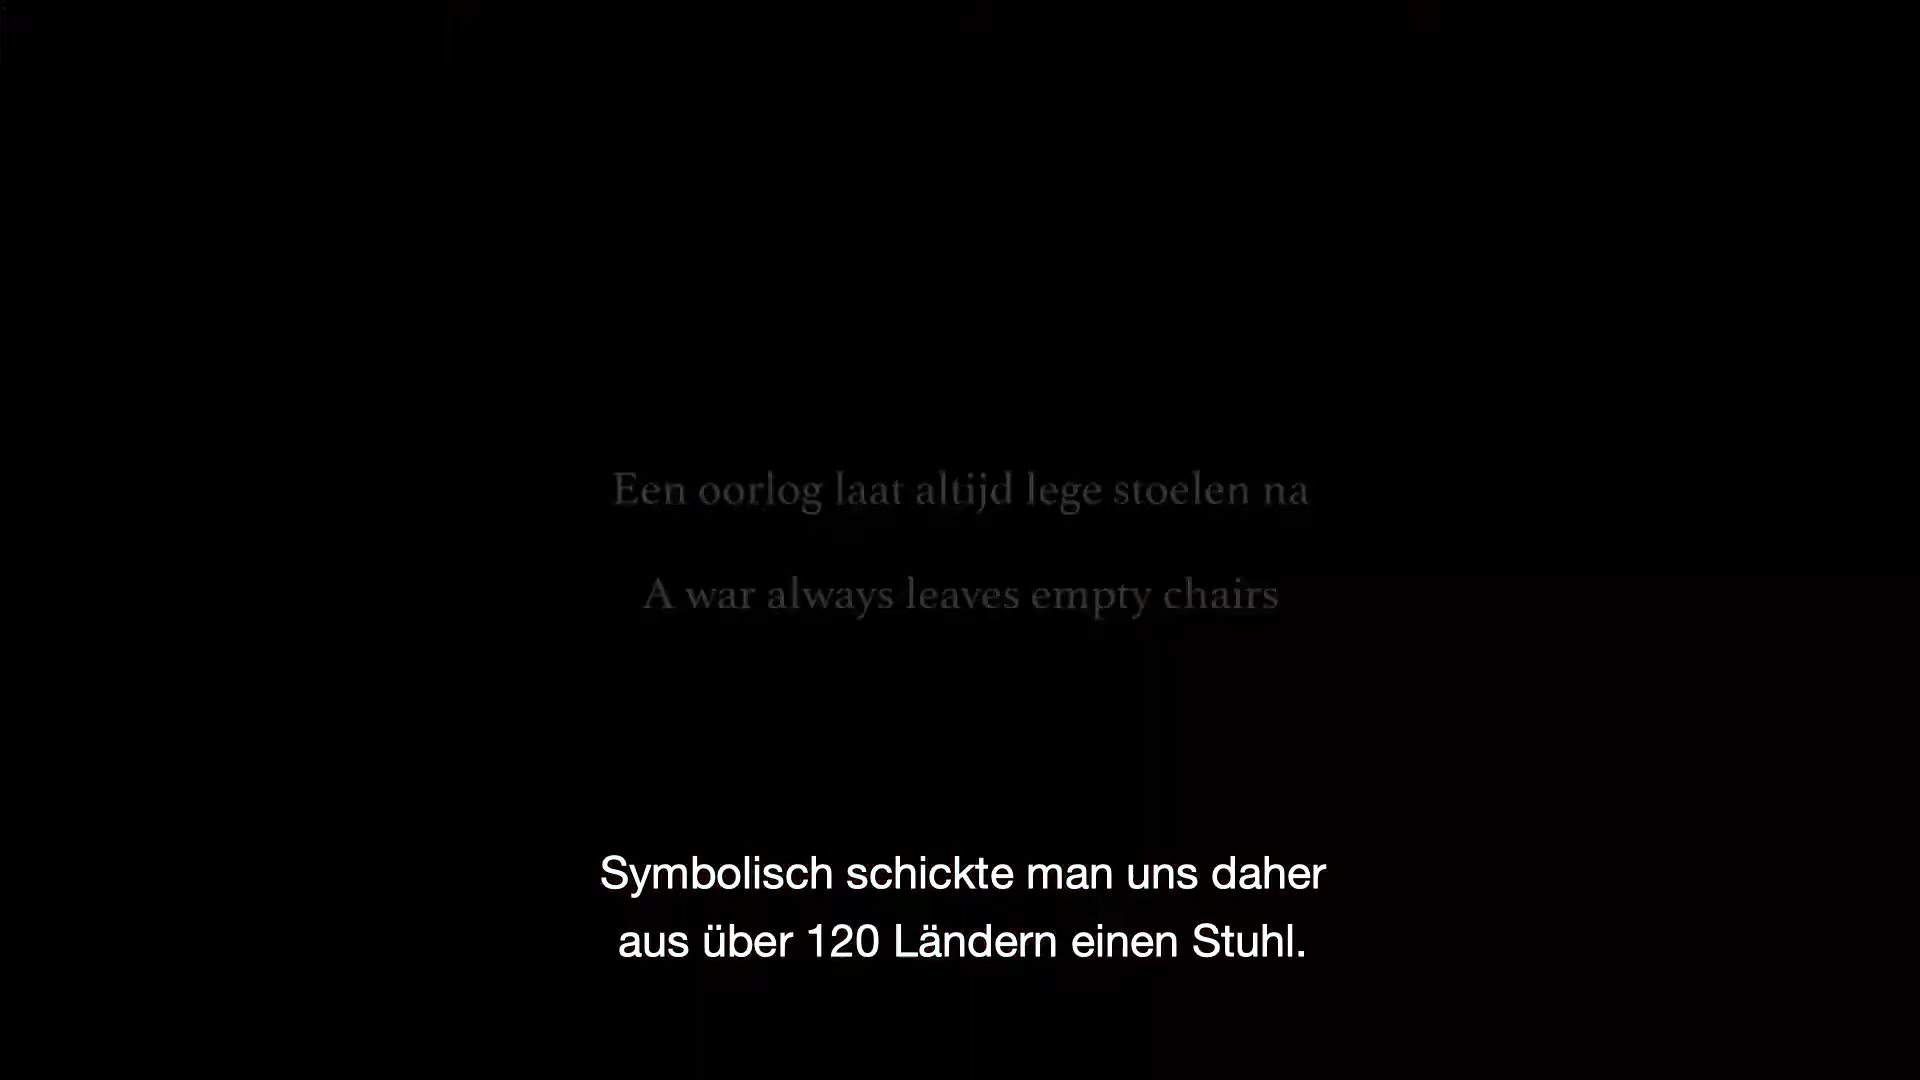 Een oorlog laat altijd lege stoelen na
A war always leaves empty chairs
Symbolisch schickte man uns daher
aus über 120 Ländern einen Stuhl.